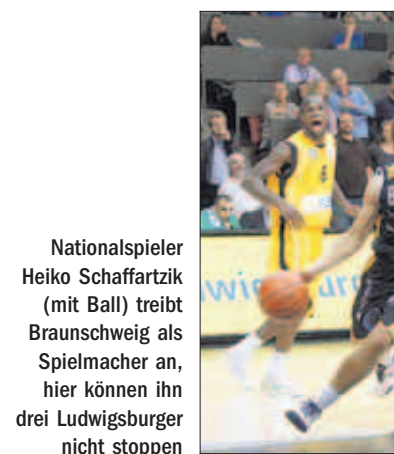 Nationalspieler
Heiko Schaffartzik
(mit Ball) treibt
Braunschweig als
Spielmacher an,
hier können ihn
drei Ludwigsburger
nicht stoppen